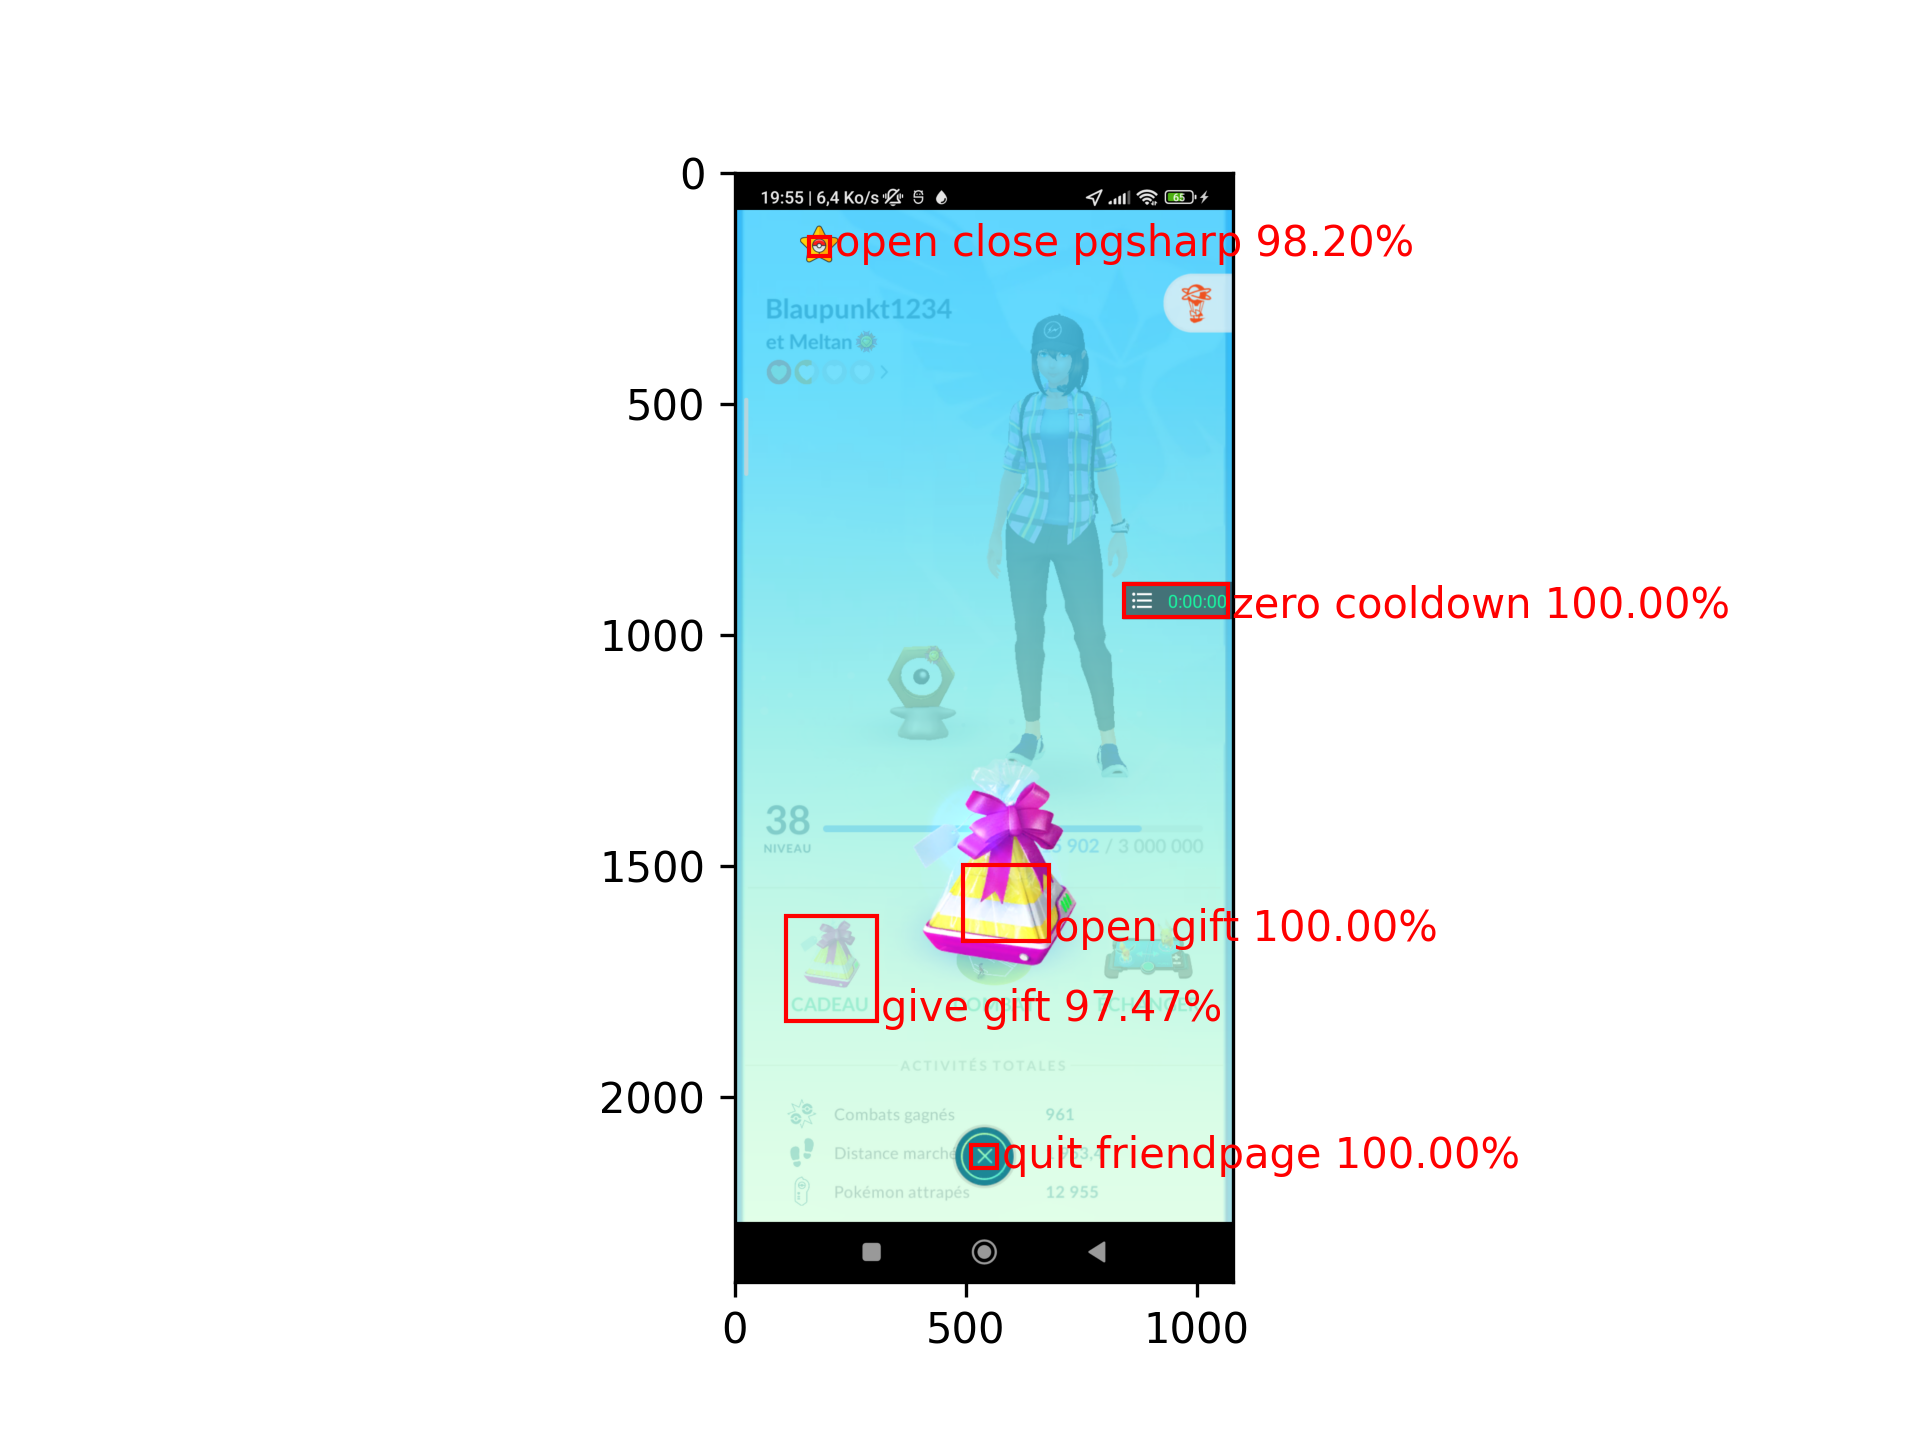 0
500
1000
1500
2000
0
500
1000
19:55 | 6,4 Ko/s
65
open close pgsharp 98.20%
Blaupunkt1234
et Meltan
0:00:00
zero cooldown 100.00%
38
NIVEAU
902 / 3 000 000
open gift 100.00%
CADEAU
give gift 97.47%
ACTIVITÉS TOTALES
Combats gagnés 961
Distance marché
quit friendpage 100.00%
Pokémon attrapés 12 955